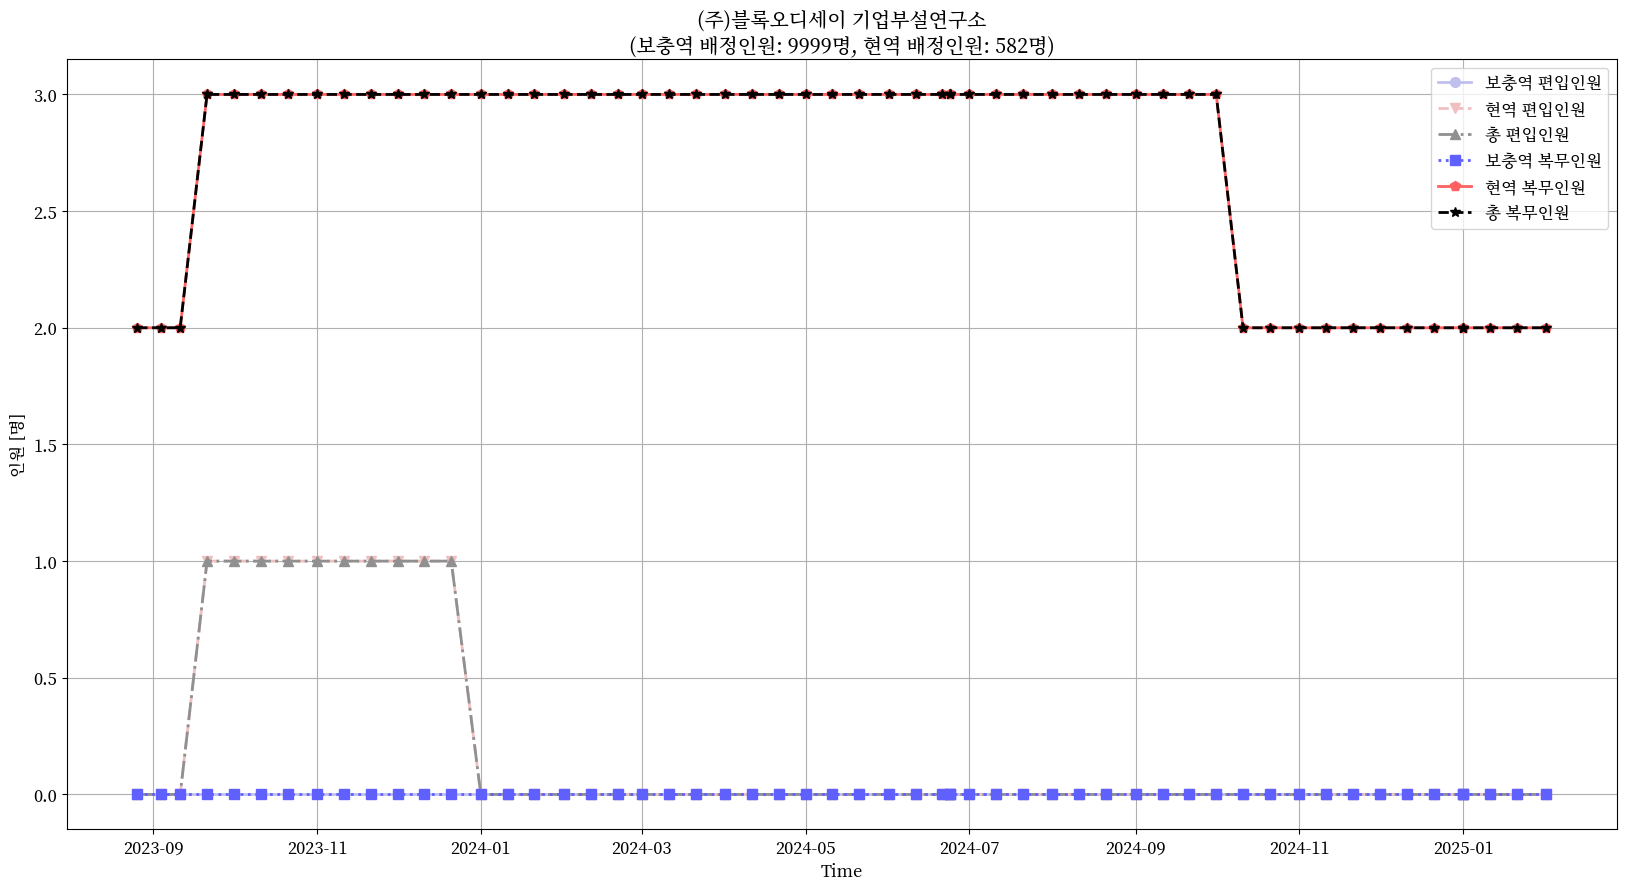 (주)블록오디세이 기업부설연구소
(보충역 배정인원: 9999명, 현역 배정인원: 582명)
보충역 편입인원
현역 편입인원
총 편입인원
보충역 복무인원
현역 복무인원
총 복무인원
인원 [명]
3.0
2.5
2.0
1.5
1.0
0.5
0.0
2023-09 2023-11 2024-01 2024-03 2024-05 2024-07 2024-09 2024-11 2025-01
Time